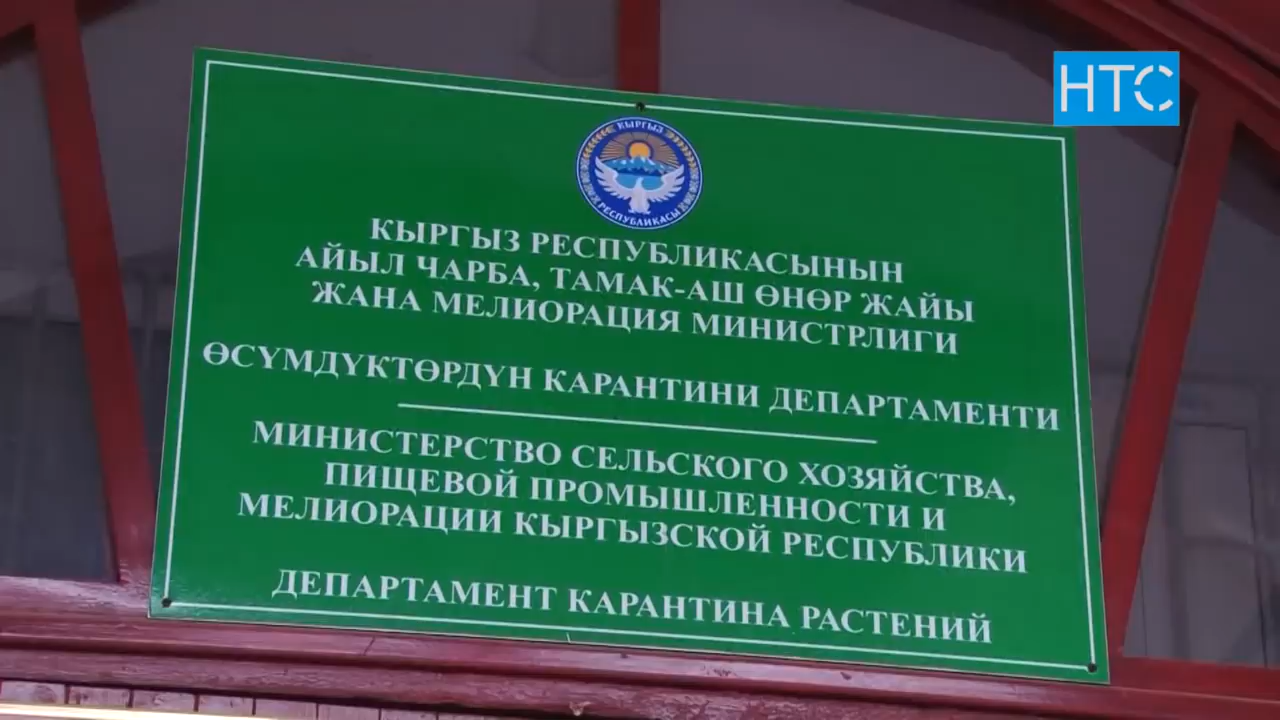 НТС
КЫРГЫЗ
РЕСПУБЛИКАСЫ
КЫРГЫЗ РЕСПУБЛИКАСЫНЫН
АЙЫЛ ЧАРБА, ТАМАК-АШ ӨНӨР ЖАЙЫ
ЖАНА МЕЛИОРАЦИЯ МИНИСТРЛИГИ
ӨСҮМДҮКТӨРДҮН КАРАНТИНИ ДЕПАРТАМЕНТИ
МИНИСТЕРСТВО СЕЛЬСКОГО ХОЗЯЙСТВА,
ПИЩЕВОЙ ПРОМЫШЛЕННОСТИ И
МЕЛИОРАЦИИ КЫРГЫЗСКОЙ РЕСПУБЛИКИ
ДЕПАРТАМЕНТ КАРАНТИНА РАСТЕНИЙ